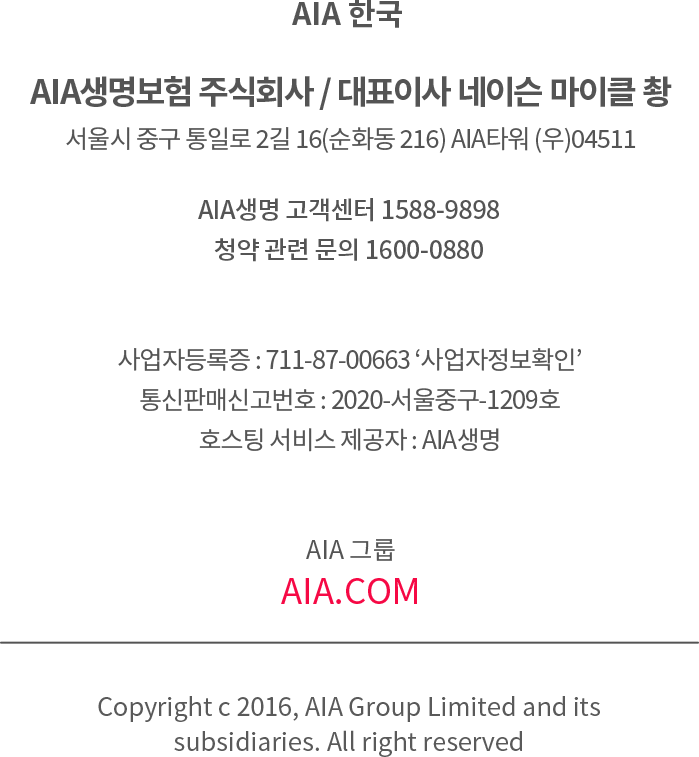 AIA 한국
AIA생명보험 주식회사 / 대표이사 네이슨 마이클 촹
서울시 중구 통일로 2길 16(순화동 216) AIA타워 (우)04511
AIA생명 고객센터 1588-9898
청약 관련 문의 1600-0880
사업자등록증 : 711-87-00663 ‘사업자정보확인’
통신판매신고번호 : 2020-서울중구-1209호
호스팅 서비스 제공자 : AIA생명
AIA 그룹
AIA.COM
Copyright c 2016, AIA Group Limited and its
subsidiaries. All right reserved